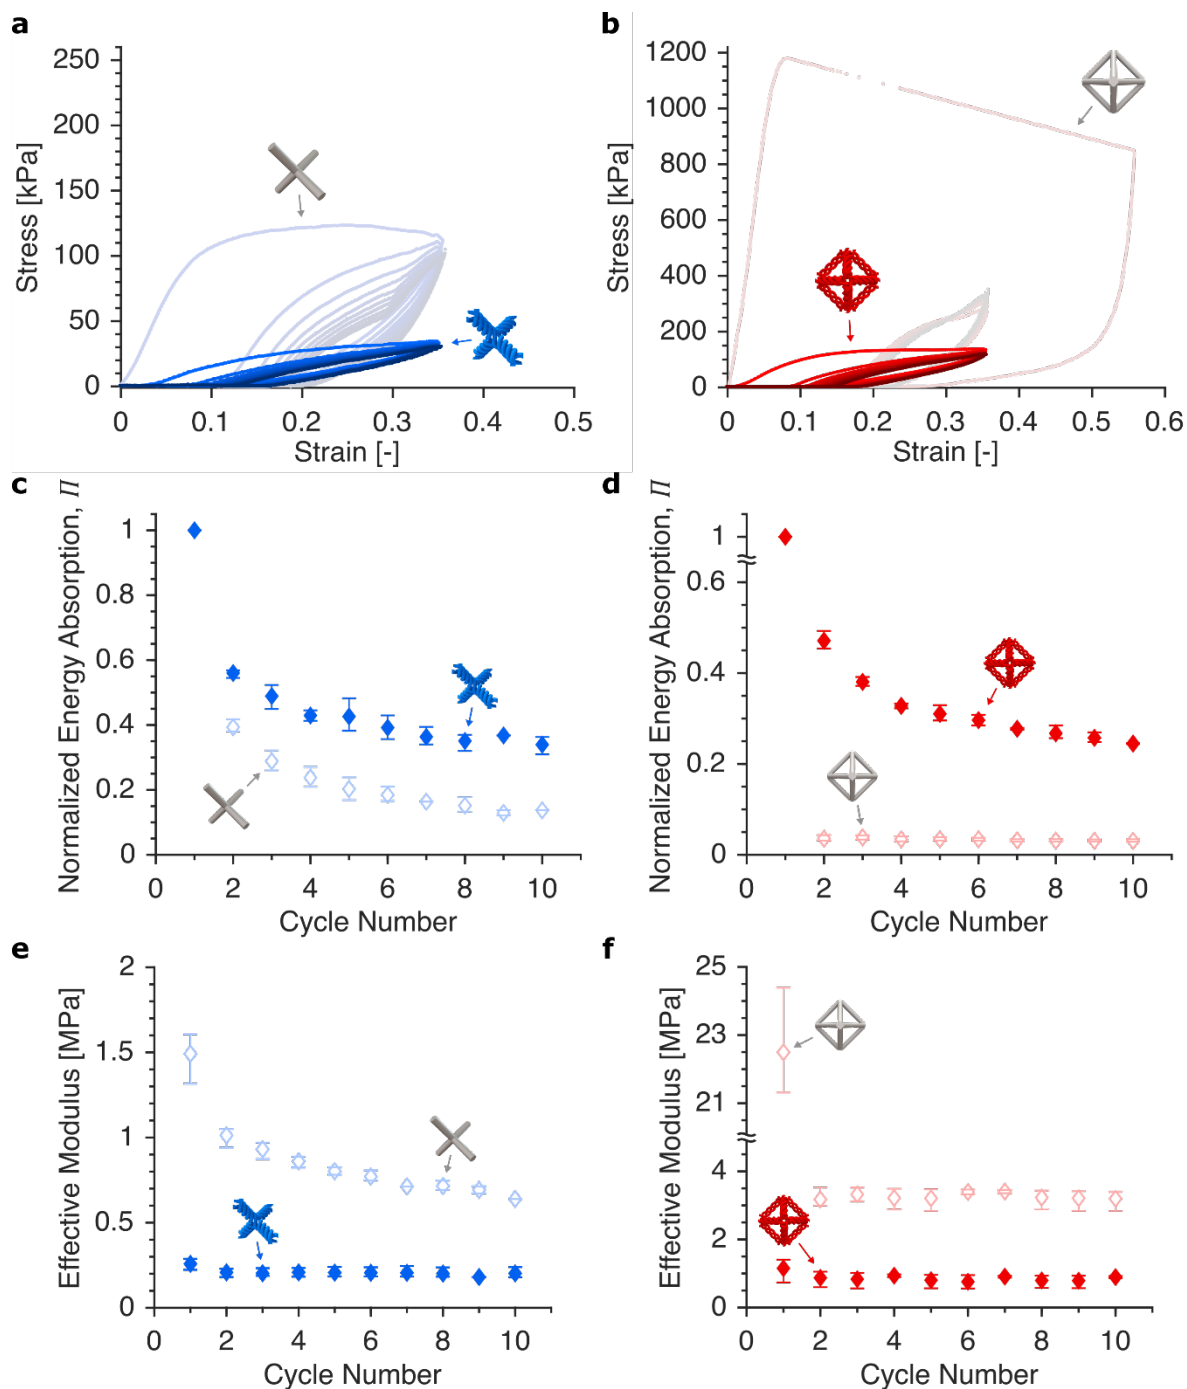 a
250
200
150
100
50
0
Stress [kPa]
0 0.1 0.2 0.3 0.4 0.5
Strain [-]
b
1200
1000
800
600
400
200
0
Stress [kPa]
0 0.1 0.2 0.3 0.4 0.5 0.6
Strain [-]
c
Normalized Energy Absorption, Π
1
0.8
0.6
0.4
0.2
0
0 2 4 6 8 10
Cycle Number
d
Normalized Energy Absorption, Π
1
0.6
0.4
0.2
0
0 2 4 6 8 10
Cycle Number
e
Effective Modulus [MPa]
2
1.5
1
0.5
0
0 2 4 6 8 10
Cycle Number
f
Effective Modulus [MPa]
25
23
21
4
2
0
0 2 4 6 8 10
Cycle Number